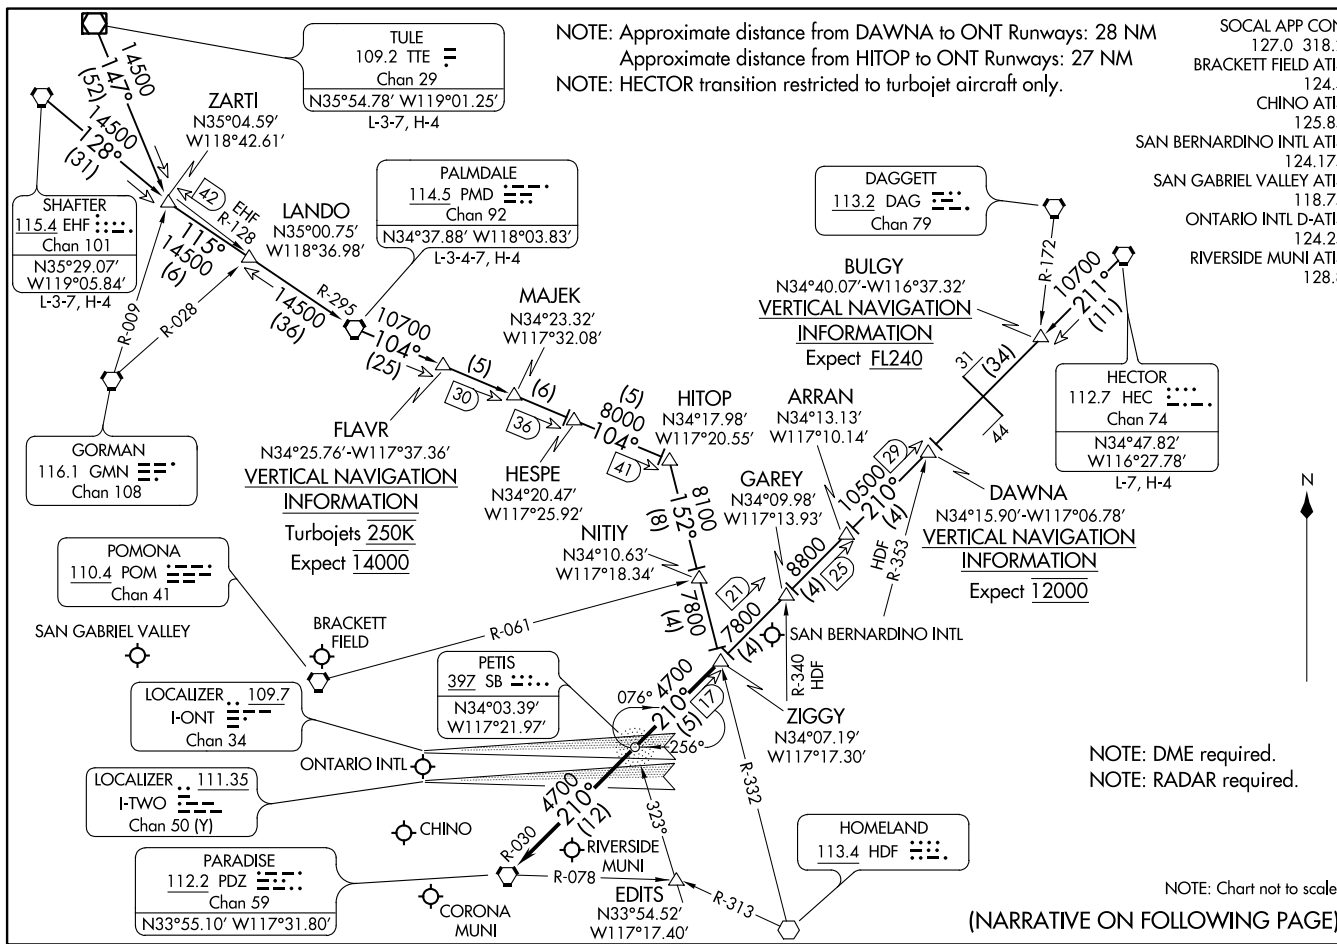 NOTE: Approximate distance from DAWNA to ONT Runways: 28 NM
Approximate distance from HITOP to ONT Runways: 27 NM
NOTE: HECTOR transition restricted to turbojet aircraft only.
SOCAL APP CON
127.0 318.
BRACKETT FIELD ATI
124.
CHINO ATI
125.8
SAN BERNARDINO INTL ATI
124.17
SAN GABRIEL VALLEY ATI
118.7
ONTARIO INTL D-ATI
124.2
RIVERSIDE MUNI ATI
128.
TULE
109.2 TTE
Chan 29
N35°54.78' W119°01.25'
L-3-7, H-4
14500
147°
(52)
14500
128°
(31)
ZARTI
N35°04.59'
W118°42.61'
SHAFTER
115.4 EHF
Chan 101
N35°29.07'
W119°05.84'
L-3-7, H-4
42
EHF
R-128
115°
14500
(6)
LANDO
N35°00.75'
W118°36.98'
PALMDALE
114.5 PMD
Chan 92
N34°37.88' W118°03.83'
L-3-4-7, H-4
R-009
R-028
R-295
14500
(36)
GORMAN
116.1 GMN
Chan 108
10700
104°
(25)
(5)
30
MAJEK
N34°23.32'
W117°32.08'
(6)
36
FLAVR
N34°25.76'-W117°37.36'
VERTICAL NAVIGATION
INFORMATION
Turbojets 250K
Expect 14000
HESPE
N34°20.47'
W117°25.92'
(5)
8000
104°
41
HITOP
N34°17.98'
W117°20.55'
8100
152°
(8)
NITIY
N34°10.63'
W117°18.34'
7800
(4)
DAGGETT
113.2 DAG
Chan 79
R-172
BULGY
N34°40.07'-W116°37.32'
VERTICAL NAVIGATION
INFORMATION
Expect FL240
10700
211°
(11)
HECTOR
112.7 HEC
Chan 74
N34°47.82'
W116°27.78'
L-7, H-4
31
(34)
44
ARRAN
N34°13.13'
W117°10.14'
GAREY
N34°09.98'
W117°13.93'
29
10500
210°
(4)
HDF
R-353
DAWNA
N34°15.90'-W117°06.78'
VERTICAL NAVIGATION
INFORMATION
Expect 12000
8800
(4)
25
21
7800
(4)
SAN BERNARDINO INTL
R-340
HDF
ZIGGY
N34°07.19'
W117°17.30'
POMONA
110.4 POM
Chan 41
R-061
SAN GABRIEL VALLEY
BRACKETT
FIELD
PETIS
397 SB
N34°03.39'
W117°21.97'
076°
4700
210°
(5)
17
256°
LOCALIZER 109.7
I-ONT
Chan 34
ONTARIO INTL
LOCALIZER 111.35
I-TWO
Chan 50 (Y)
CHINO
4700
210°
(12)
R-030
323°
R-332
RIVERSIDE
MUNI
PARADISE
112.2 PDZ
Chan 59
N33°55.10' W117°31.80'
R-078
CORONA
MUNI
EDITS
N33°54.52'
W117°17.40'
R-313
HOMELAND
113.4 HDF
N
NOTE: DME required.
NOTE: RADAR required.
NOTE: Chart not to scale
(NARRATIVE ON FOLLOWING PAGE)